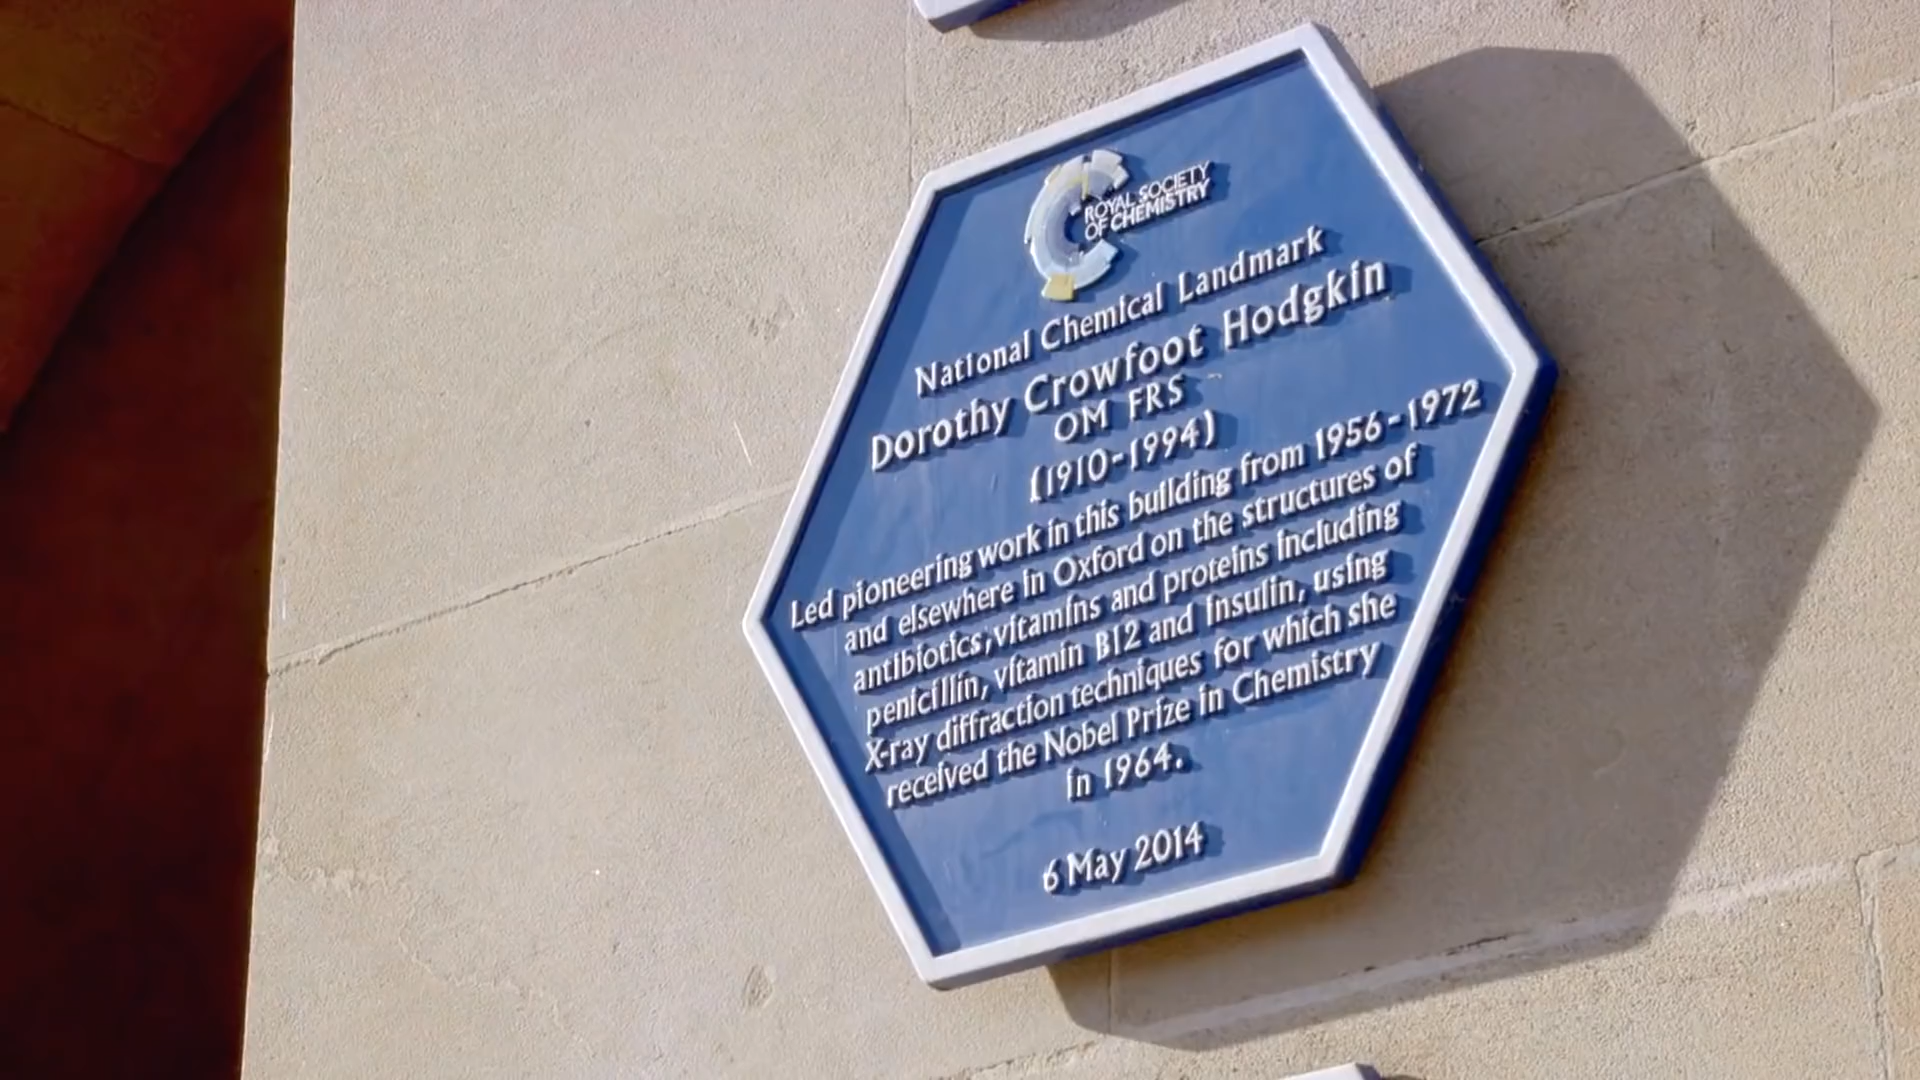 ROYAL SOCIETY
OF CHEMISTRY
National Chemical Landmark
Dorothy Crowfoot Hodgkin
OM FRS
(1910-1994)
Led pioneering work in this building from 1956-1972
and elsewhere in Oxford on the structures of
antibiotics, vitamins and proteins including
penicillin, vitamin B12 and insulin, using
X-ray diffraction techniques for which she
received the Nobel Prize in Chemistry
in 1964.
6 May 2014